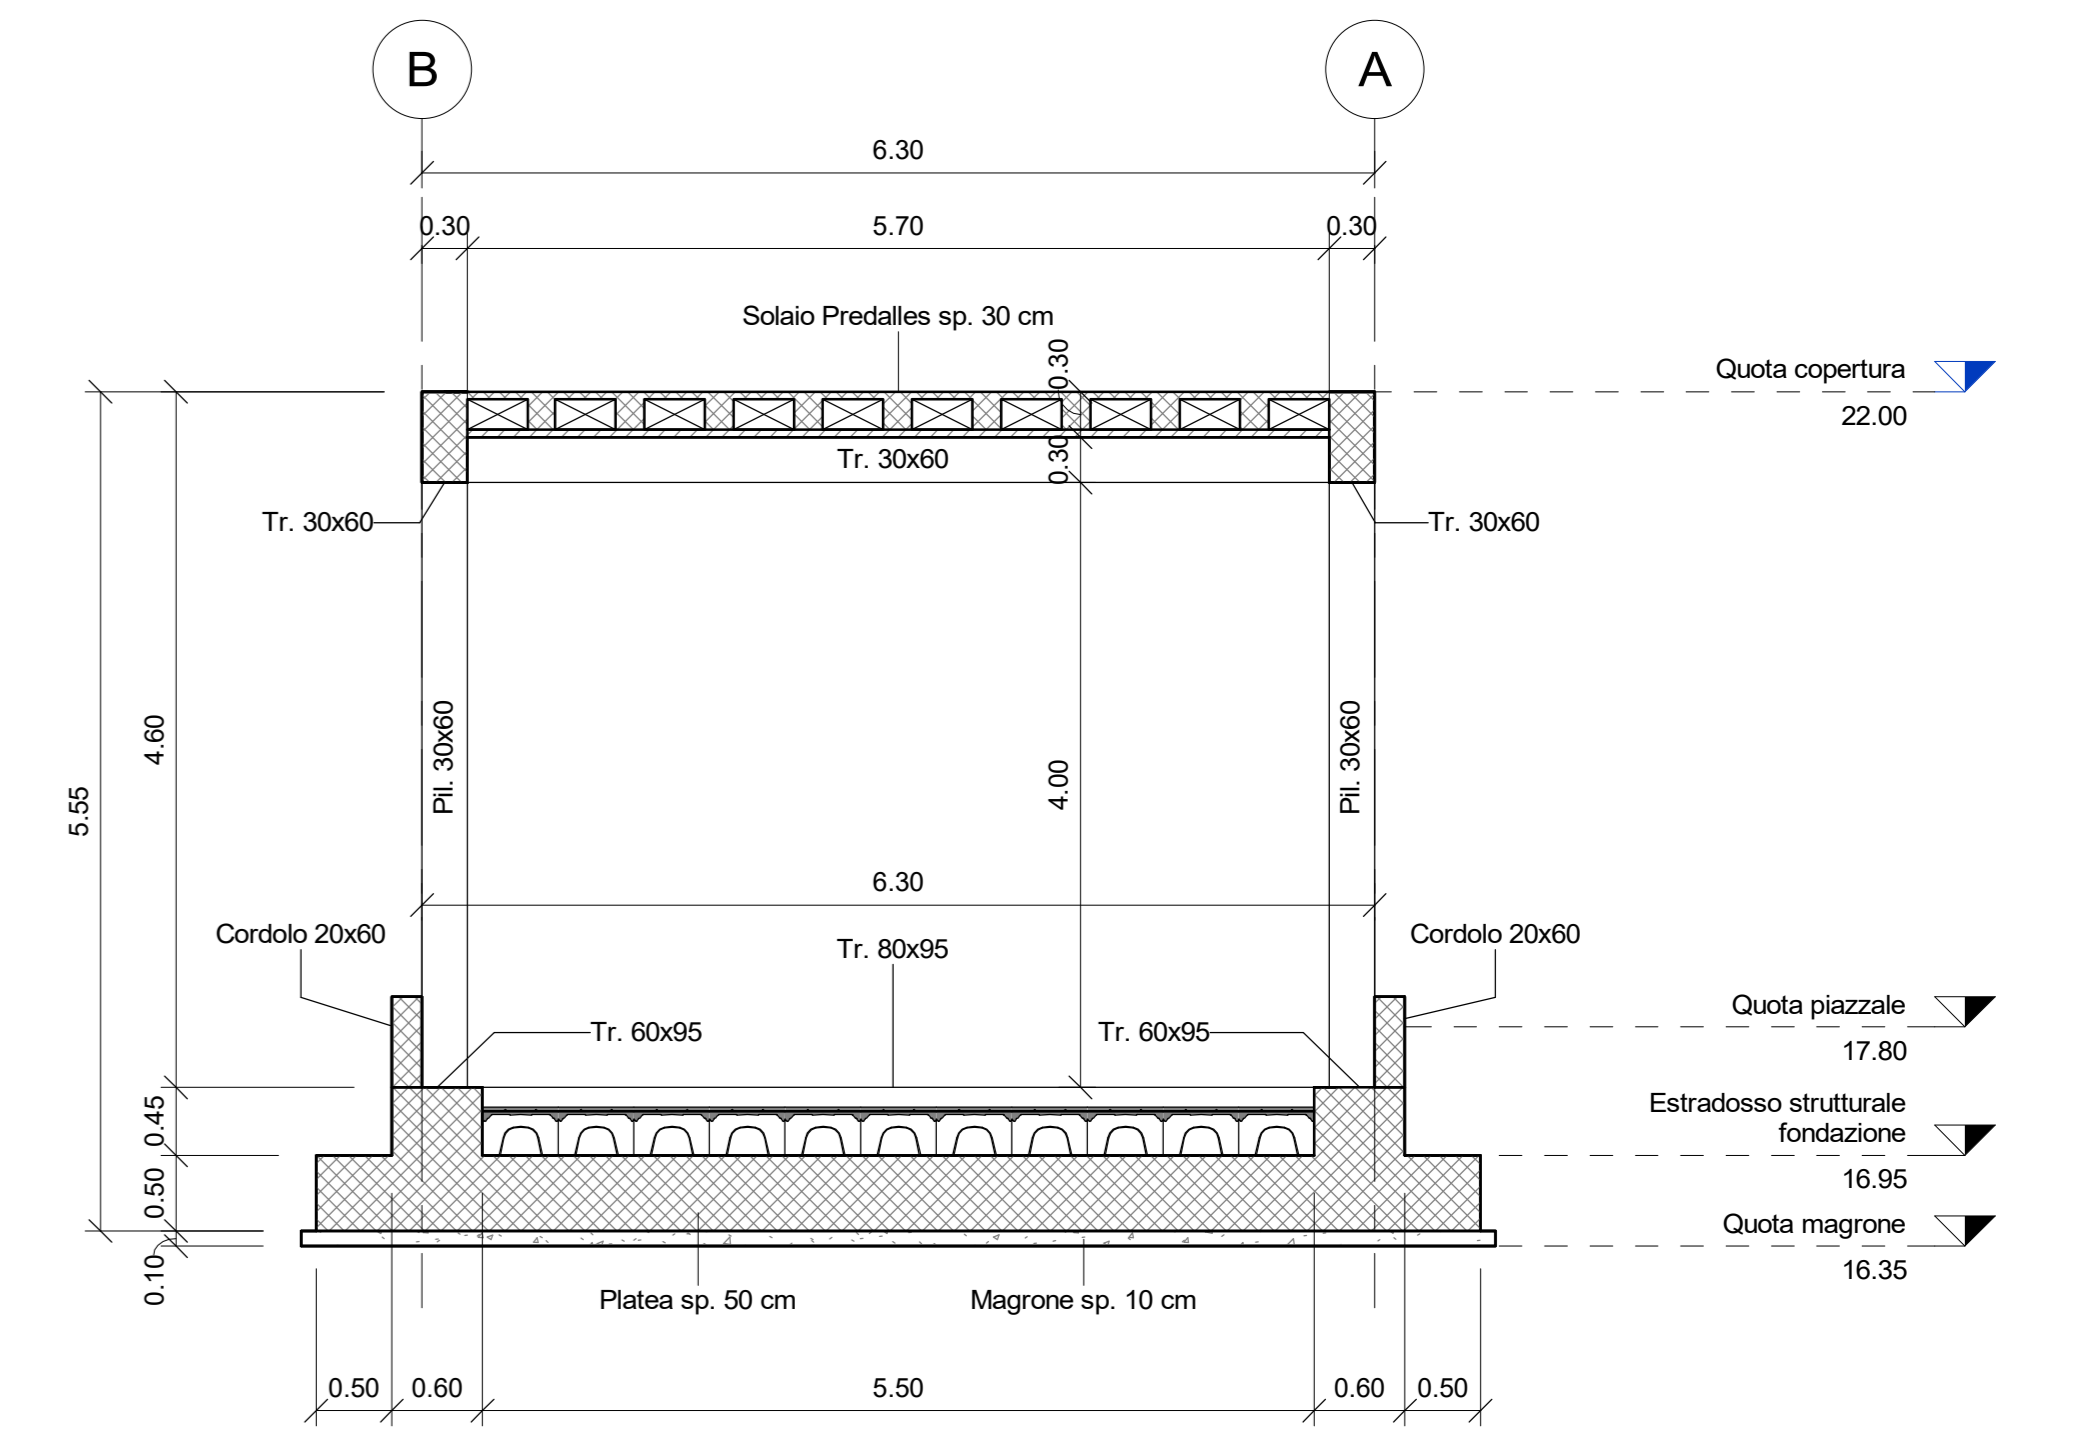 B
A
6.30
0.30
5.70
0.30
Solaio Predalles sp. 30 cm
0.30
Quota copertura
22.00
0.30
Tr. 30x60
Tr. 30x60
Tr. 30x60
4.60
5.55
Pil. 30x60
4.00
Pil. 30x60
6.30
Cordolo 20x60
Cordolo 20x60
Tr. 80x95
Tr. 60x95
Tr. 60x95
Quota piazzale
17.80
0.45
Estradosso strutturale
fondazione
16.95
0.50
Quota magrone
16.35
0.10
Platea sp. 50 cm
Magrone sp. 10 cm
0.50
0.60
5.50
0.60
0.50